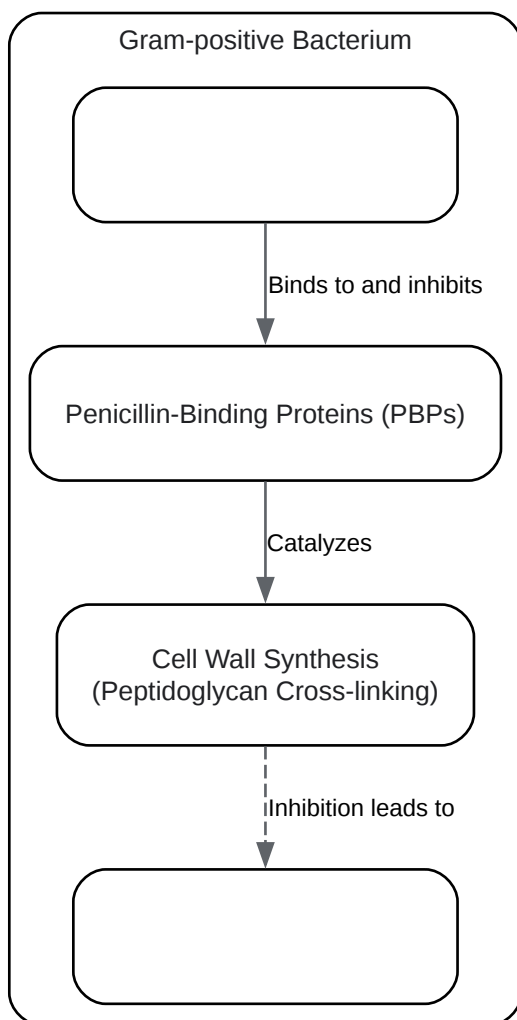 Gram-positive Bacterium
Binds to and inhibits
Penicillin-Binding Proteins (PBPs)
Catalyzes
Cell Wall Synthesis
(Peptidoglycan Cross-linking)
Inhibition leads to